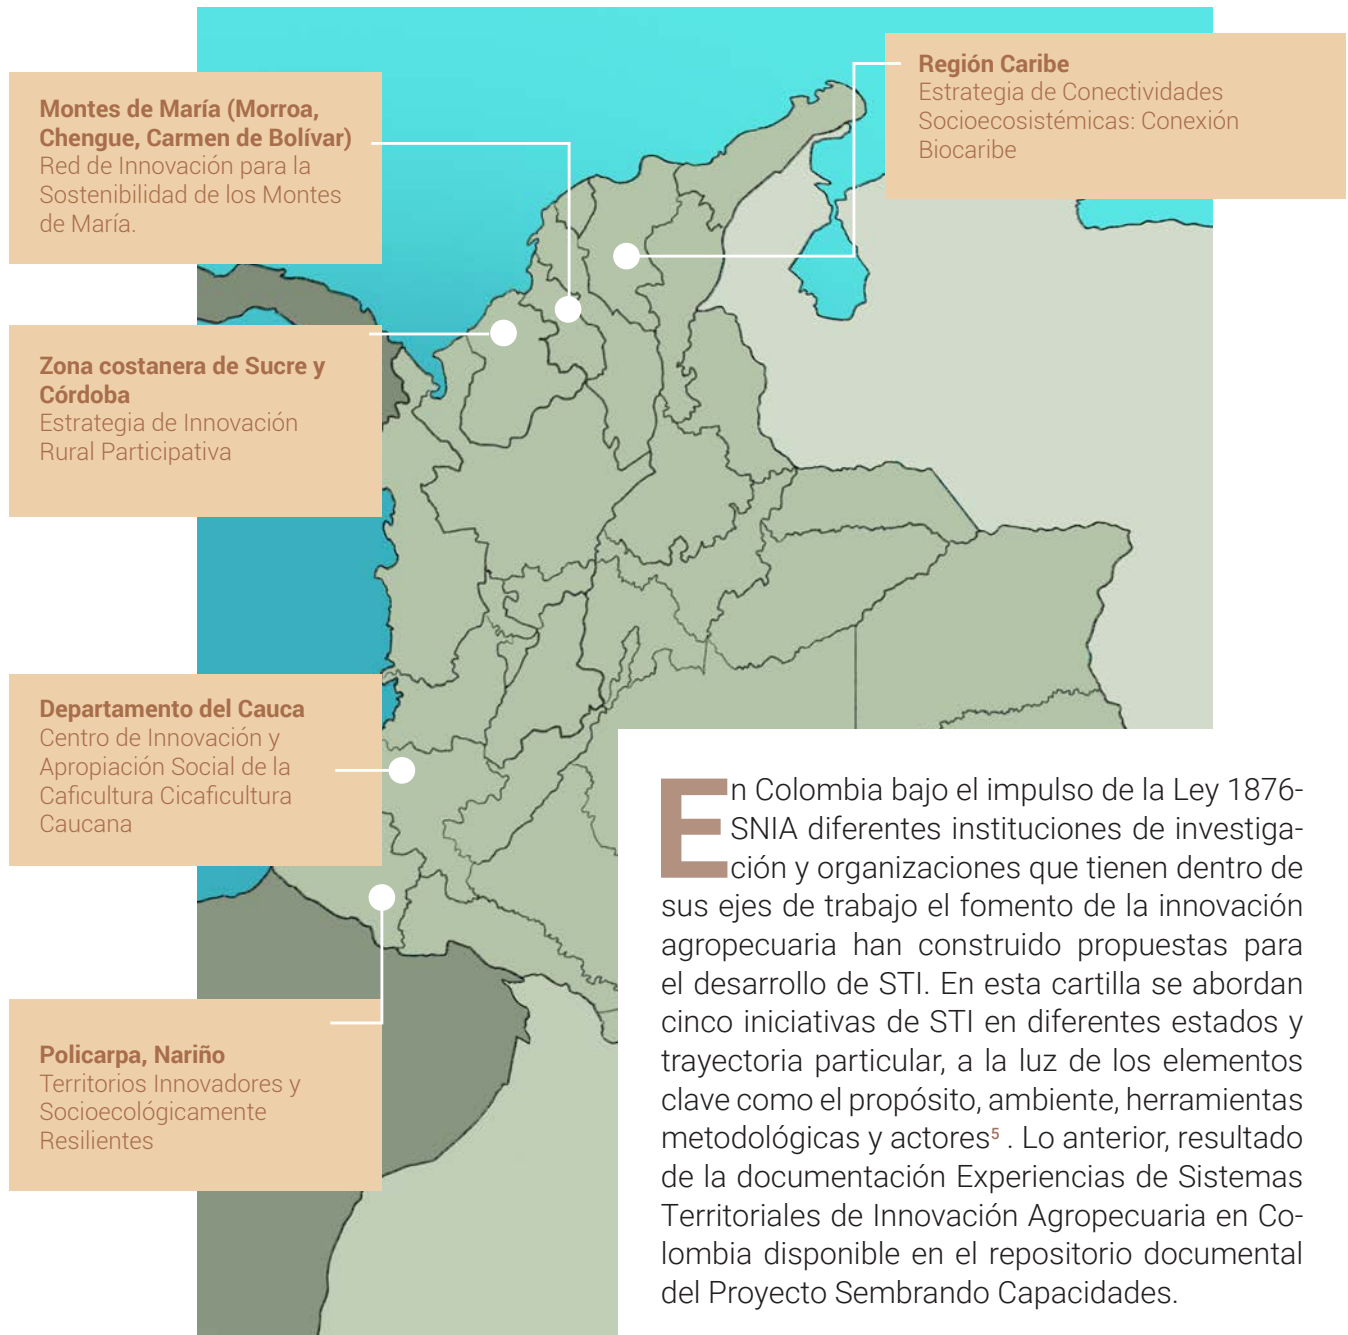 Montes de María (Morroa,
Chengue, Carmen de Bolívar)
Red de Innovación para la
Sostenibilidad de los Montes
de María.
Región Caribe
Estrategia de Conectividades
Socioecosistémicas: Conexión
Biocaribe
Zona costanera de Sucre y
Córdoba
Estrategia de Innovación
Rural Participativa
Departamento del Cauca
Centro de Innovación y
Apropiación Social de la
Caficultura Cicaficultura
Caucana
Policarpa, Nariño
Territorios Innovadores y
Socioecológicamente
Resilientes
En Colombia bajo el impulso de la Ley 1876-
SNIA diferentes instituciones de investiga-
ción y organizaciones que tienen dentro de
sus ejes de trabajo el fomento de la innovación
agropecuaria han construido propuestas para
el desarrollo de STI. En esta cartilla se abordan
cinco iniciativas de STI en diferentes estados y
trayectoria particular, a la luz de los elementos
clave como el propósito, ambiente, herramientas
metodológicas y actores⁵ . Lo anterior, resultado
de la documentación Experiencias de Sistemas
Territoriales de Innovación Agropecuaria en Co-
lombia disponible en el repositorio documental
del Proyecto Sembrando Capacidades.